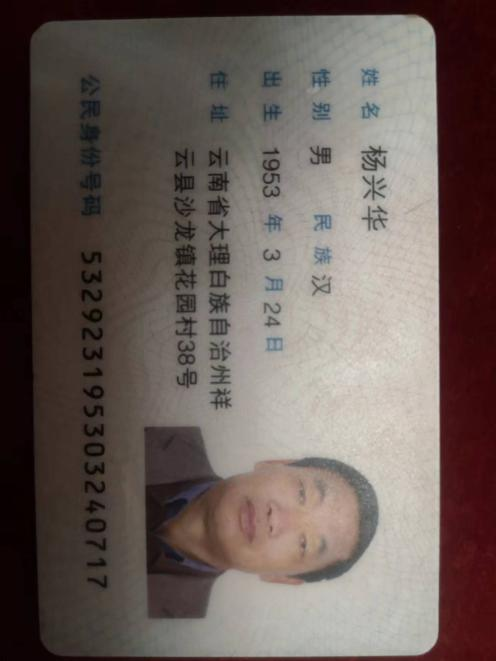 姓名 杨兴华
性别 男 民族 汉
出生 1953 年 3 月 24 日
住址 云南省大理白族自治州祥
云县沙龙镇花园村38号
公民身份号码 532923195303240717